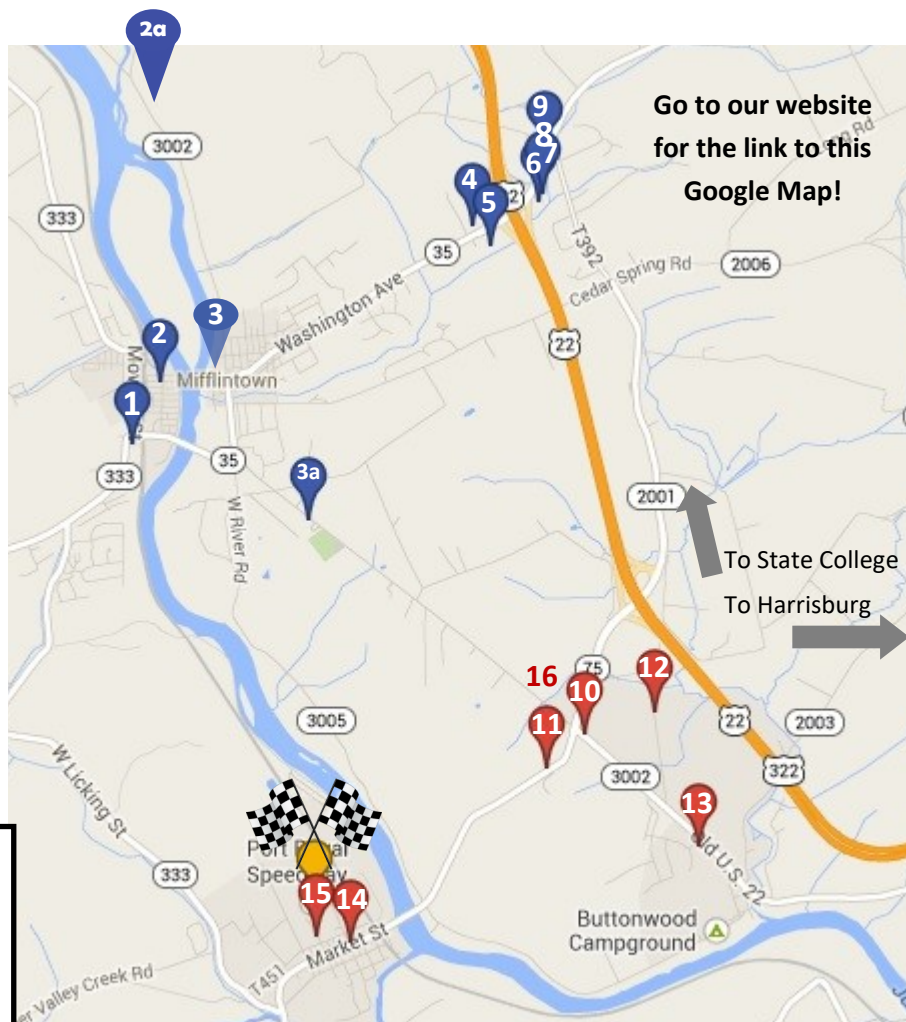 2a
9
8
7
6
4
5
Go to our website
for the link to this
Google Map!
3002
333
22
35
T392
Cedar Spring Rd
2006
Washington Ave
3
2
Mifflintown
1
22
35
333
3a
W River Rd
2001
To State College
To Harrisburg
75
16
10
12
11
3005
22
2003
322
3002
13
W Licking St
Old U.S. 22
Port Royal
Speedway
333
15
14
Market St
T451
Buttonwood
Campground
Valley Creek Rd